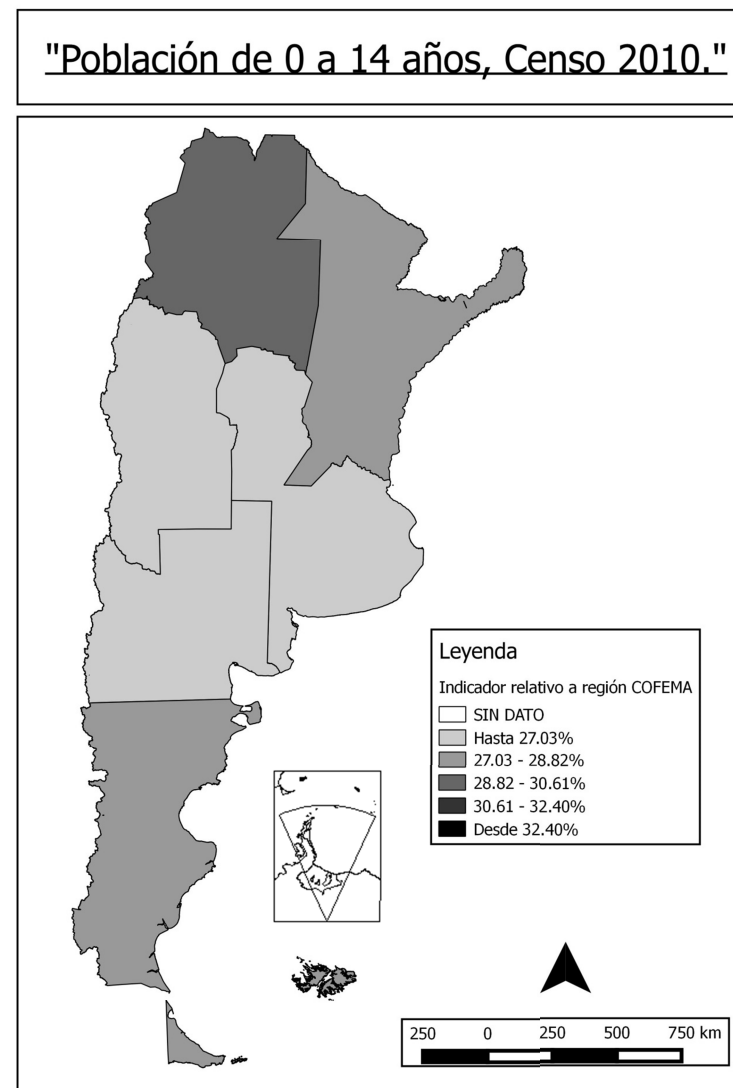 "Población de 0 a 14 años, Censo 2010."
Leyenda
Indicador relativo a región COFEMA
SIN DATO
Hasta 27.03%
27.03 - 28.82%
28.82 - 30.61%
30.61 - 32.40%
Desde 32.40%
250 0 250 500 750 km